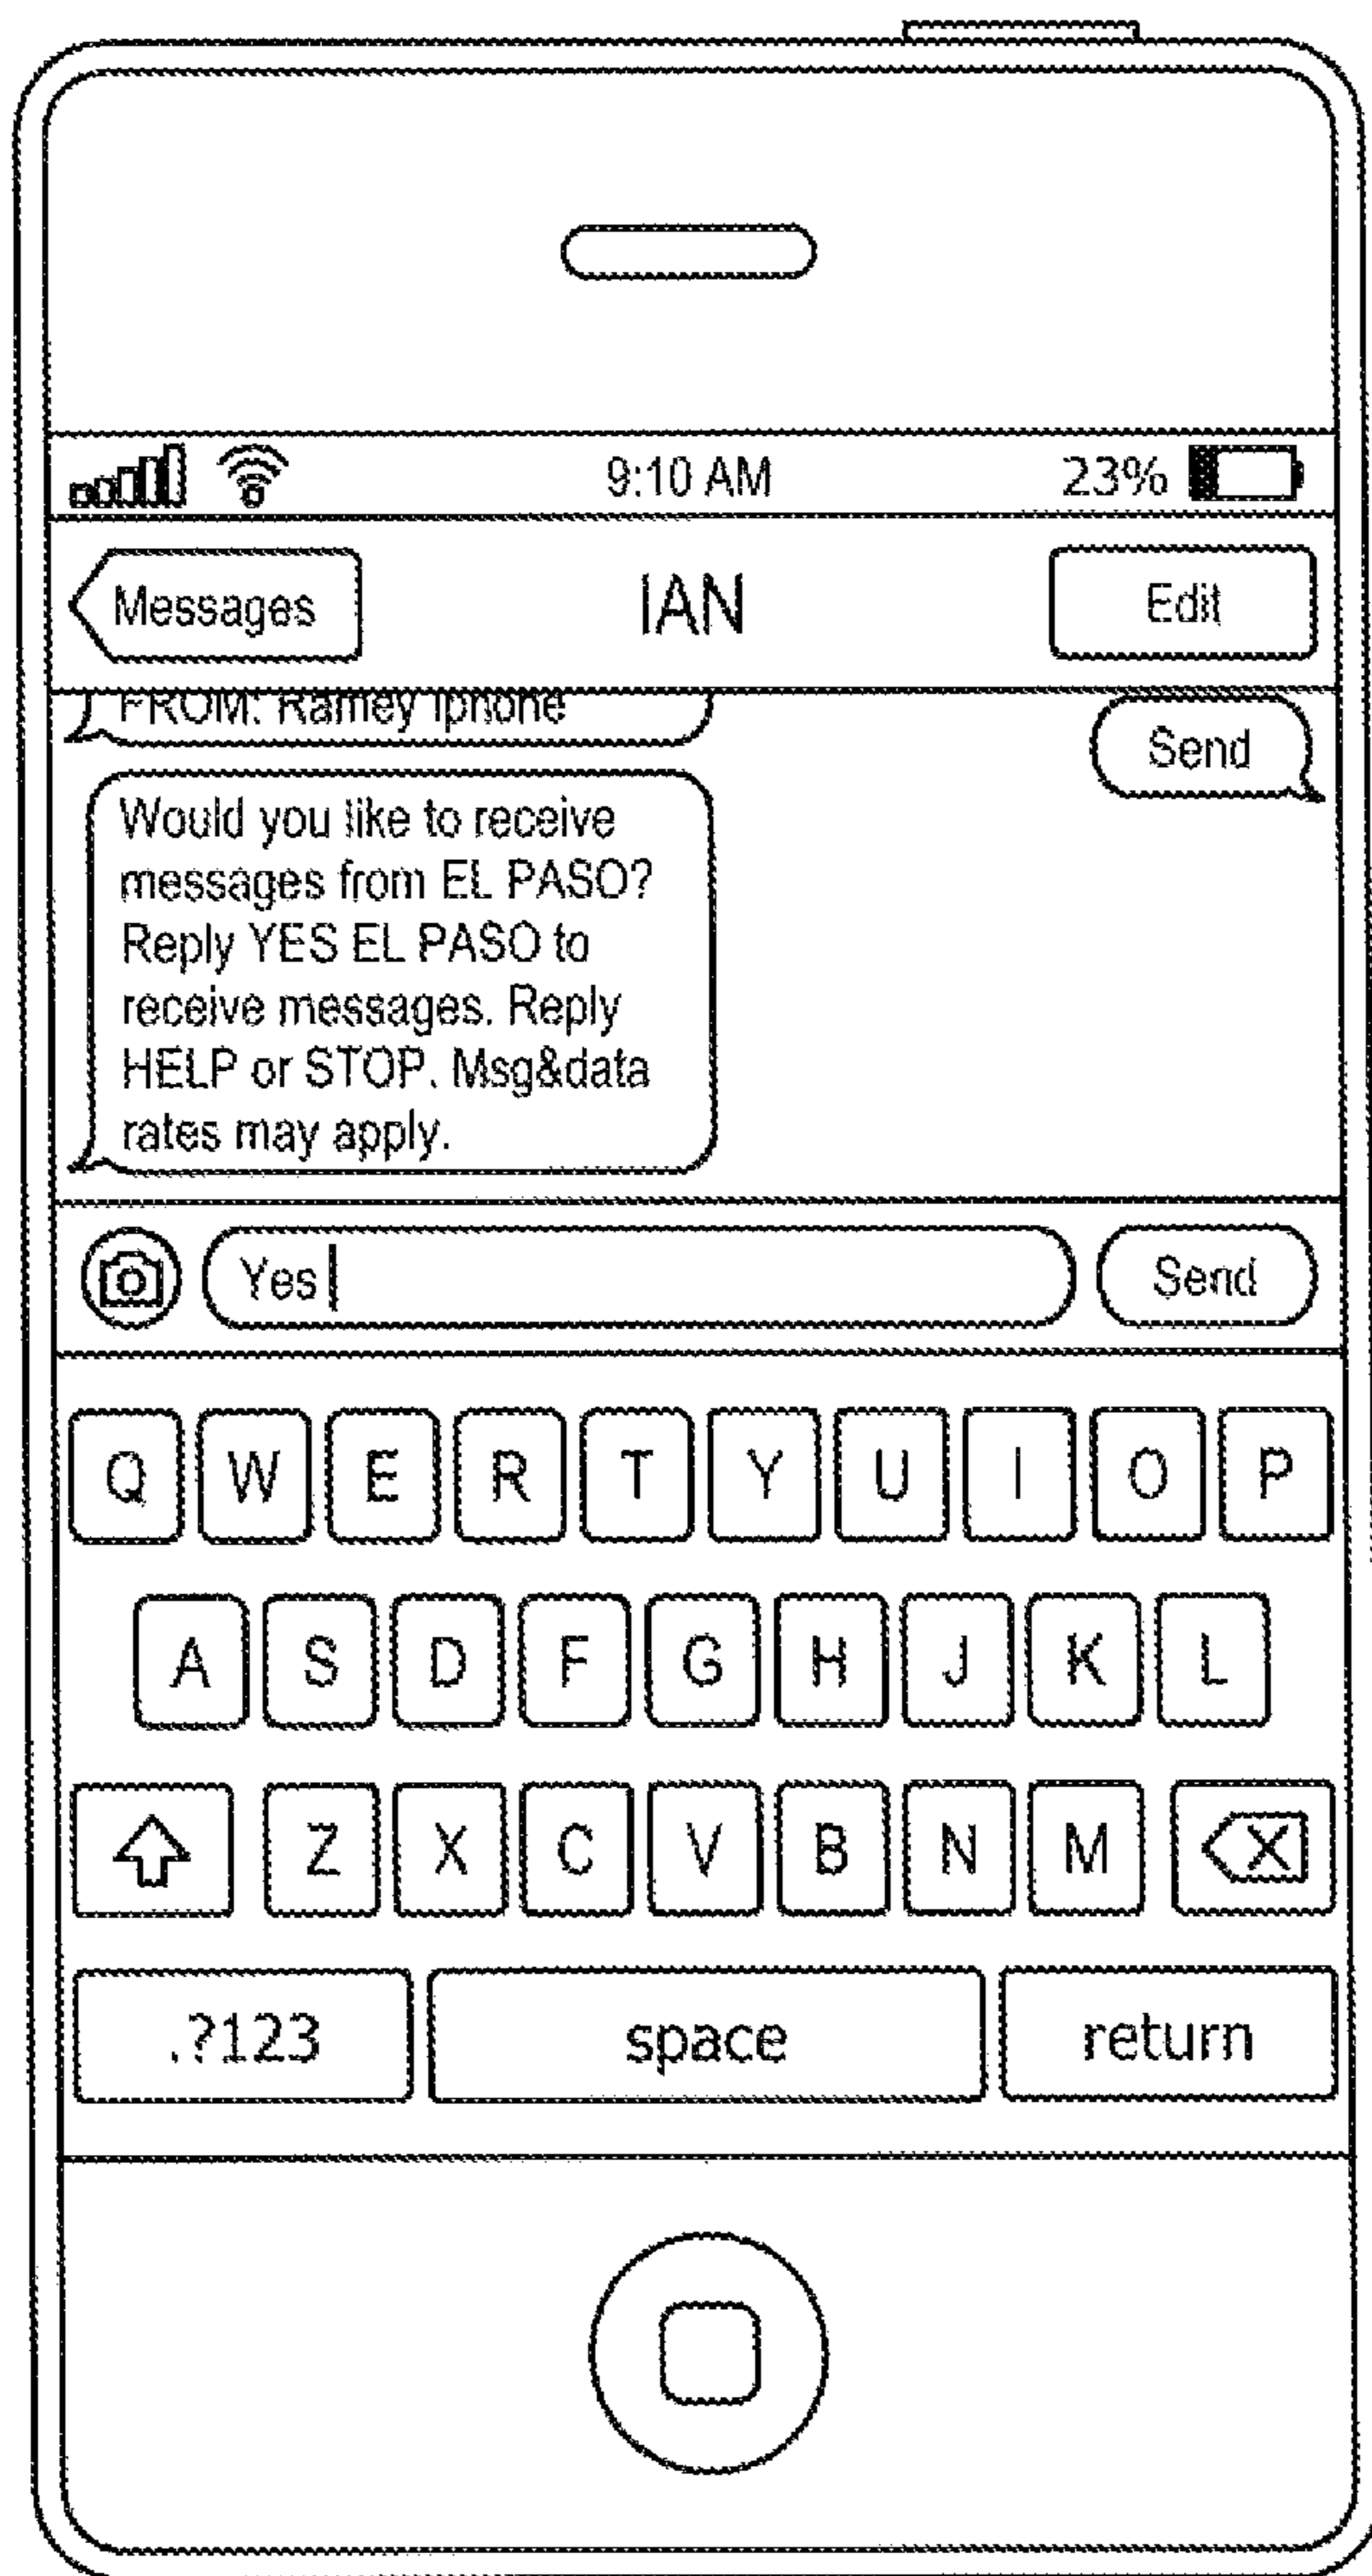 9:10 AM 23%
Messages IAN Edit
FROM: Ramey Iphone
Send
Would you like to receive
messages from EL PASO?
Reply YES EL PASO to
receive messages. Reply
HELP or STOP. Msg&data
rates may apply.
Yes Send
Q W E R T Y U I O P
A S D F G H J K L
Z X C V B N M
.?123 space return